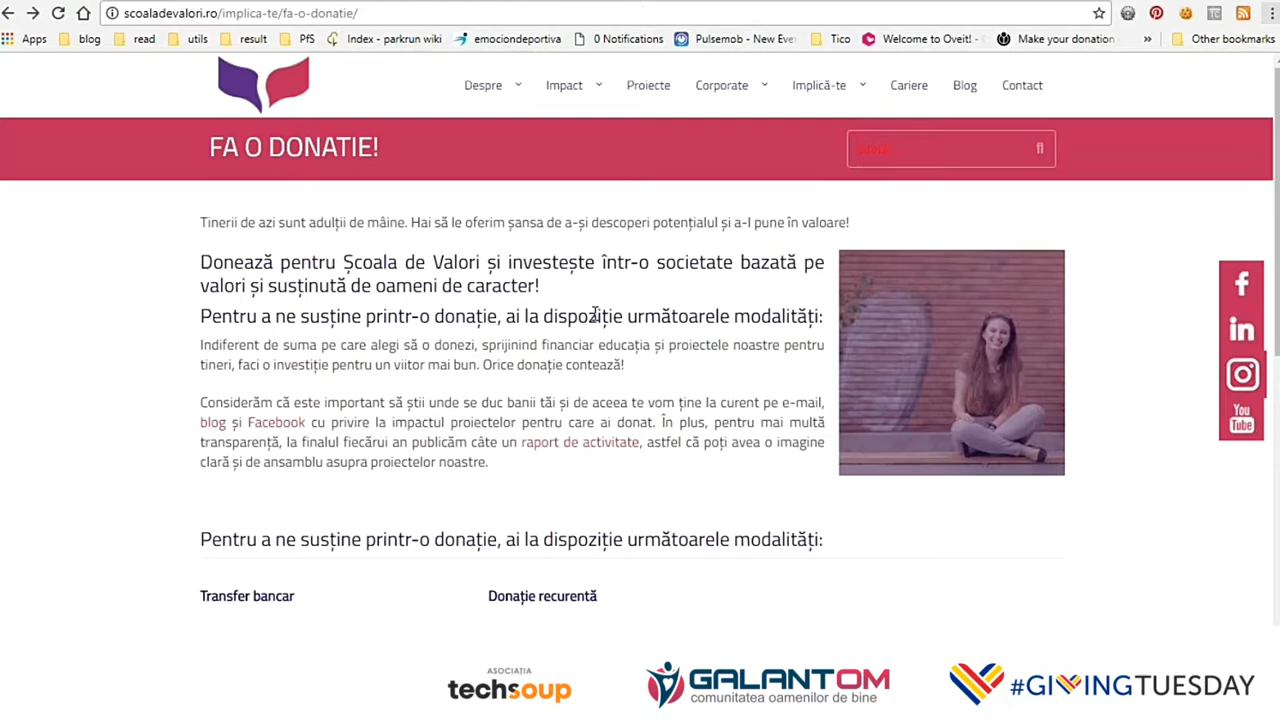 scoaladevalori.ro/implica-te/fa-o-donatie/
Apps blog read utils result PfS Index - parkrun wiki emociondeportiva 0 Notifications Pulsemob - New Eve Tico Welcome to Oveit! - Make your donation » Other bookmarks
Despre Impact Proiecte Corporate Implică-te Cariere Blog Contact
FA O DONATIE!
Tinerii de azi sunt adulții de mâine. Hai să le oferim șansa de a-și descoperi potențialul și a-l pune în valoare!
Donează pentru Școala de Valori și investește într-o societate bazată pe
valori și susținută de oameni de caracter!
Pentru a ne susține printr-o donație, ai la dispoziție următoarele modalități:
Indiferent de suma pe care alegi să o donezi, sprijinind financiar educația și proiectele noastre pentru
tineri, faci o investiție pentru un viitor mai bun. Orice donație contează!
Considerăm că este important să știi unde se duc banii tăi și de aceea te vom ține la curent pe e-mail,
blog și Facebook cu privire la impactul proiectelor pentru care ai donat. În plus, pentru mai multă
transparență, la finalul fiecărui an publicăm câte un raport de activitate, astfel că poți avea o imagine
clară și de ansamblu asupra proiectelor noastre.
You
Tube
Pentru a ne susține printr-o donație, ai la dispoziție următoarele modalități:
Transfer bancar Donație recurentă
ASOCIAȚIA
techsoup
GALANTOM
comunitatea oamenilor de bine
#GIVINGTUESDAY